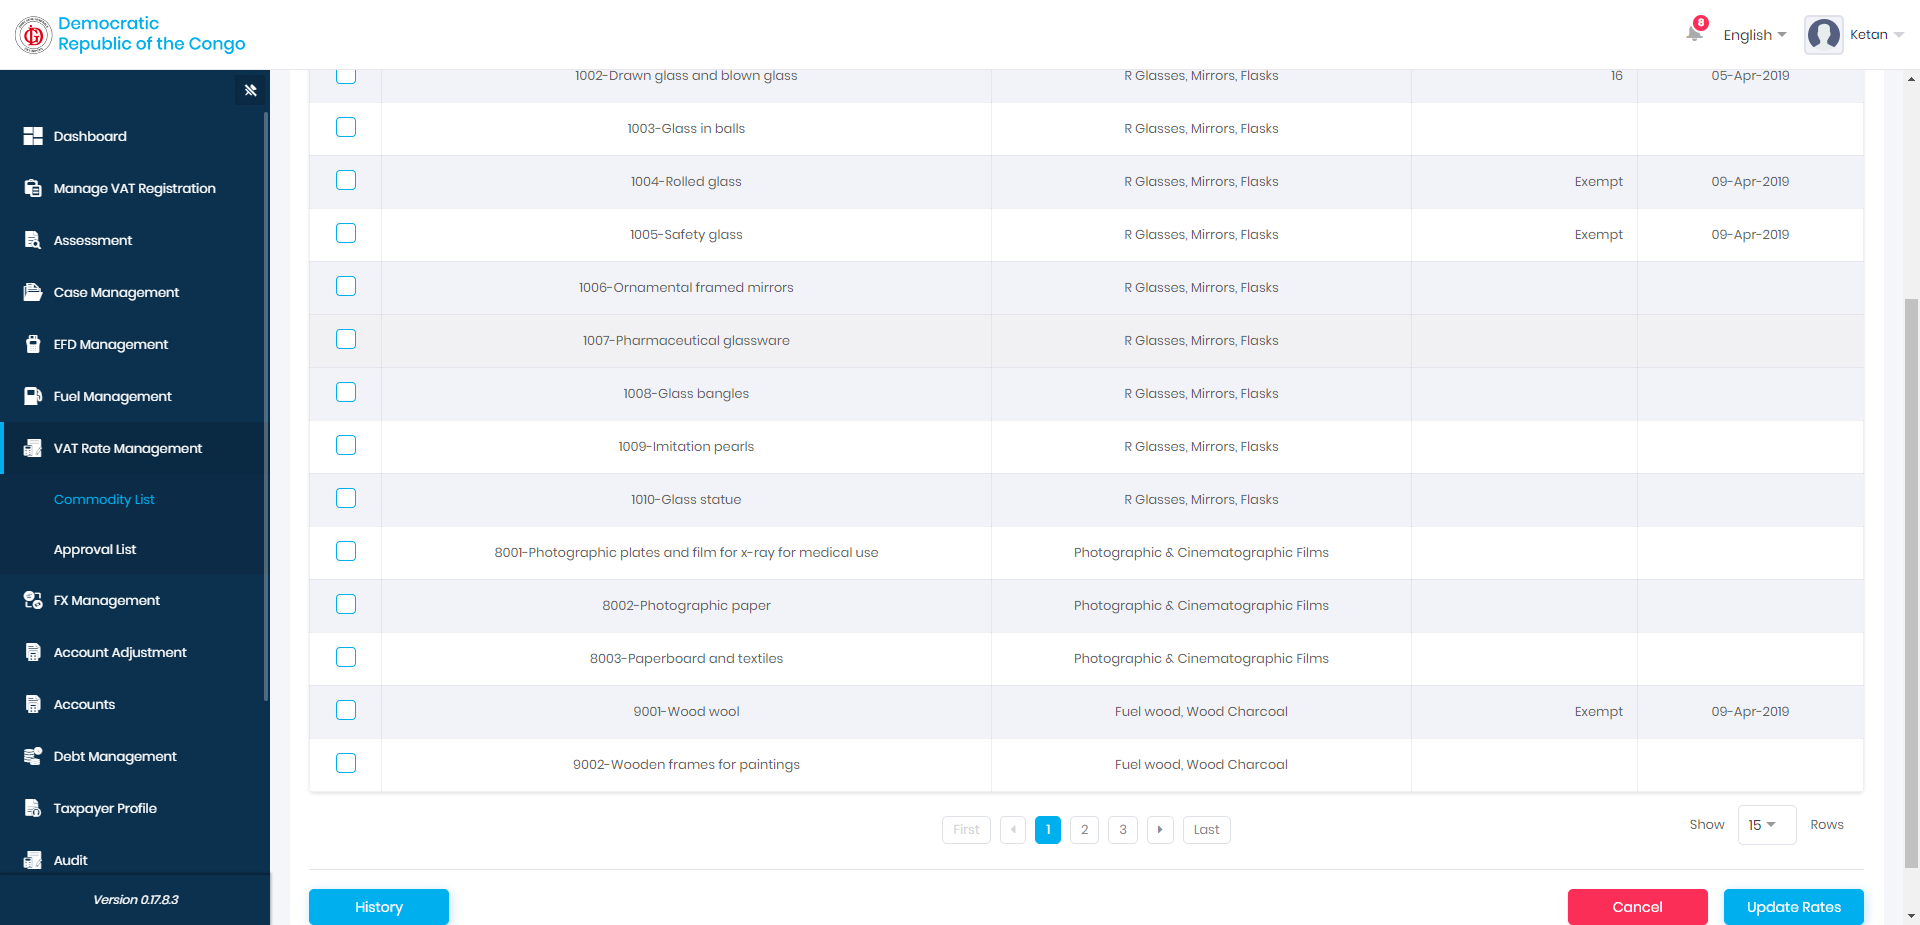 Democratic
Republic of the Congo
8
English
Ketan
Dashboard
Manage VAT Registration
Assessment
Case Management
EFD Management
Fuel Management
VAT Rate Management
Commodity List
Approval List
FX Management
Account Adjustment
Accounts
Debt Management
Taxpayer Profile
Audit
Version 0.17.8.3
1002-Drawn glass and blown glass R Glasses, Mirrors, Flasks 16 05-Apr-2019
1003-Glass in balls R Glasses, Mirrors, Flasks
1004-Rolled glass R Glasses, Mirrors, Flasks Exempt 09-Apr-2019
1005-Safety glass R Glasses, Mirrors, Flasks Exempt 09-Apr-2019
1006-Ornamental framed mirrors R Glasses, Mirrors, Flasks
1007-Pharmaceutical glassware R Glasses, Mirrors, Flasks
1008-Glass bangles R Glasses, Mirrors, Flasks
1009-Imitation pearls R Glasses, Mirrors, Flasks
1010-Glass statue R Glasses, Mirrors, Flasks
8001-Photographic plates and film for x-ray for medical use Photographic & Cinematographic Films
8002-Photographic paper Photographic & Cinematographic Films
8003-Paperboard and textiles Photographic & Cinematographic Films
9001-Wood wool Fuel wood, Wood Charcoal Exempt 09-Apr-2019
9002-Wooden frames for paintings Fuel wood, Wood Charcoal
First 1 2 3 Last Show 15 Rows
History Cancel Update Rates